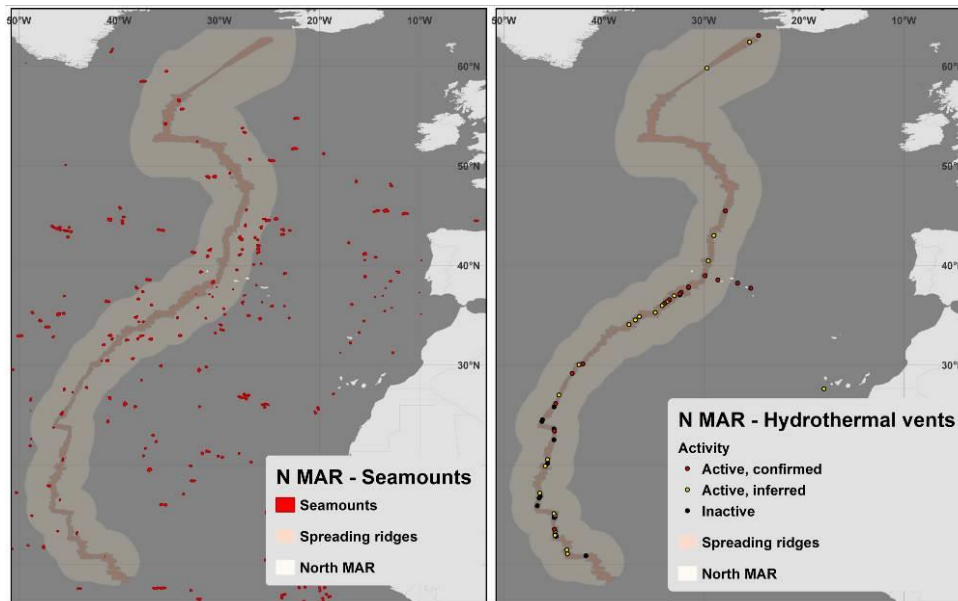 50°W 40°W 30°W 20°W 10°W
60°N
50°N
40°N
30°N
N MAR - Seamounts
Seamounts
Spreading ridges
North MAR
50°W 40°W 30°W 20°W 10°W
60°N
50°N
40°N
30°N
N MAR - Hydrothermal vents
Activity
Active, confirmed
Active, inferred
Inactive
Spreading ridges
North MAR